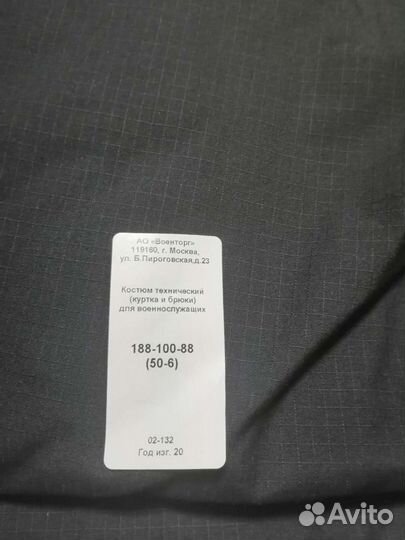 АО «Военторг»
119160, г. Москва,
ул. Б.Пироговская,д.23
Костюм технический
(куртка и брюки)
для военнослужащих
188-100-88
(50-6)
02-132
Год изг. 20
Avito